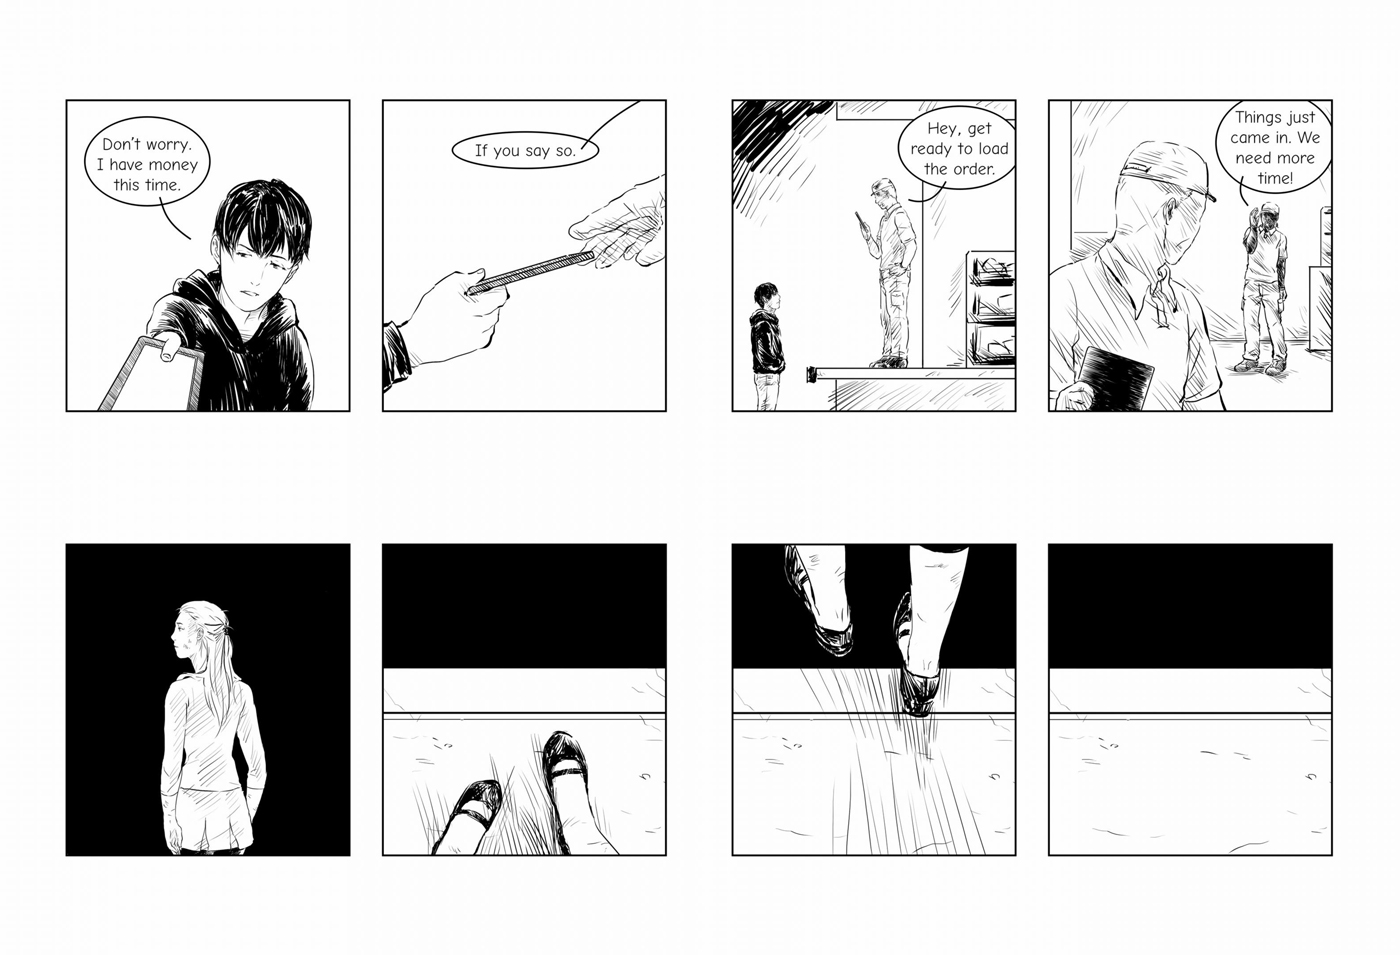 Don't worry.
I have money
this time.
If you say so.
Hey, get
ready to load
the order.
Things just
came in. We
need more
time!